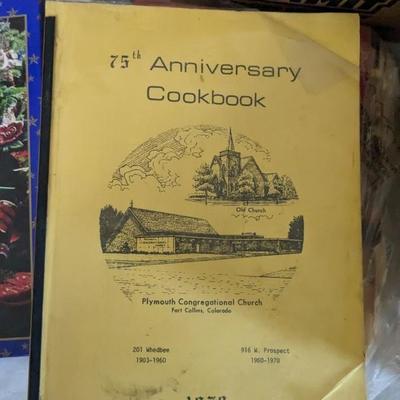 75th Anniversary
Cookbook
Old Church
Plymouth Congregational Church
Fort Collins, Colorado
201 Whedbee 916 W. Prospect
1903-1960 1960-1978
1978